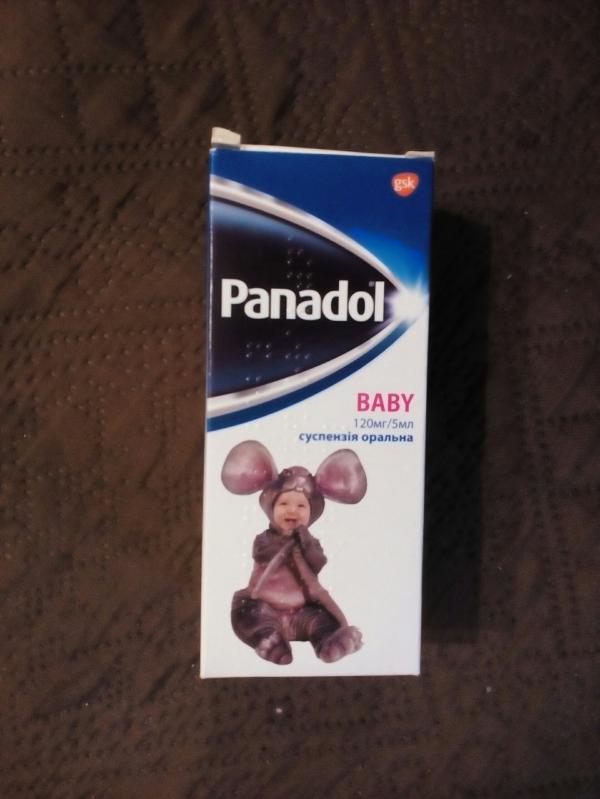 gsk
Panadol®
BABY
120мг/5мл
суспензія оральна